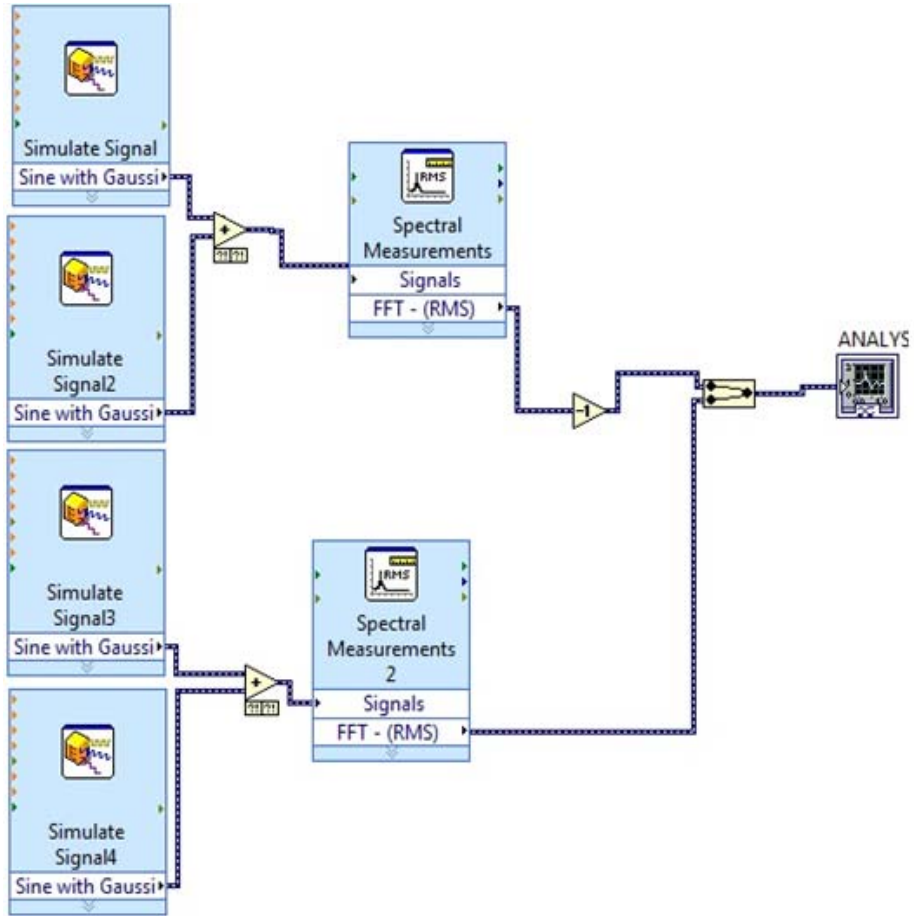 Simulate Signal
Sine with Gaussi
Simulate
Signal2
Sine with Gaussi
Simulate
Signal3
Sine with Gaussi
Simulate
Signal4
Sine with Gaussi
+
?! ?!
RMS
Spectral
Measurements
Signals
FFT - (RMS)
+
?! ?!
RMS
Spectral
Measurements
2
Signals
FFT - (RMS)
-1
ANALYS